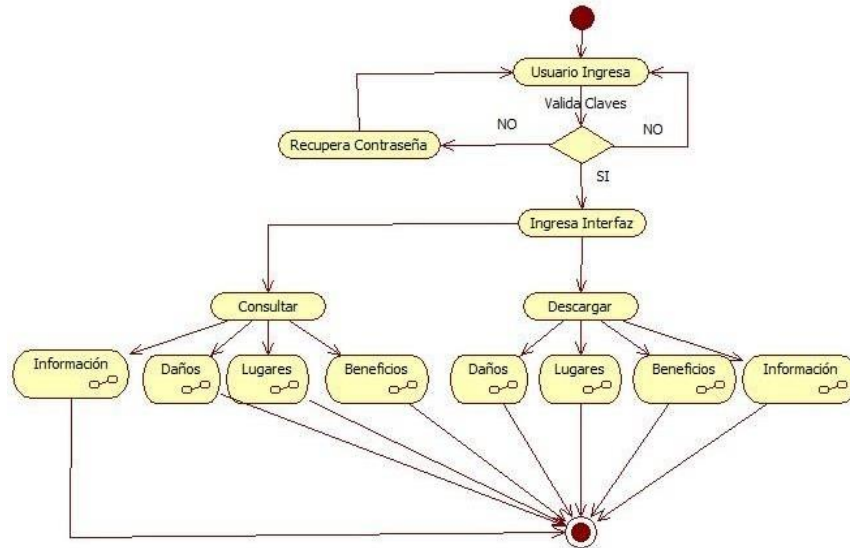 Usuario Ingresa
Valida Claves
NO
NO
Recupera Contraseña
SI
Ingresa Interfaz
Consultar
Descargar
Información
Daños
Lugares
Beneficios
Daños
Lugares
Beneficios
Información